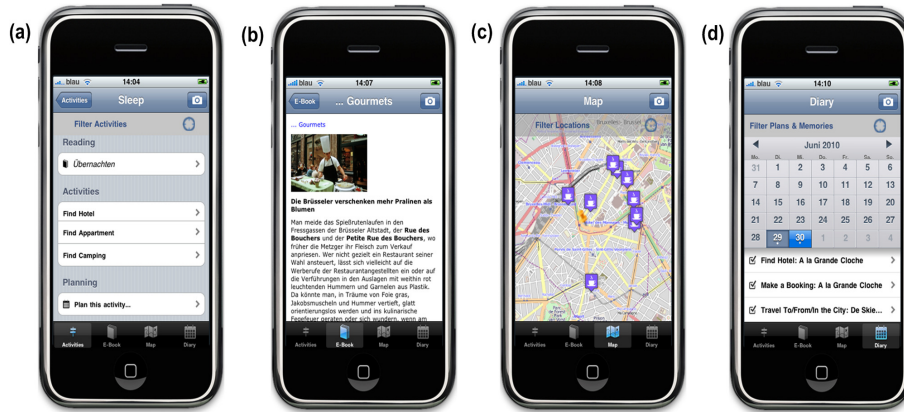 (a)
blau 14:04
Activities Sleep
Filter Activities
Reading
Übernachten
Activities
Find Hotel
Find Appartment
Find Camping
Planning
Plan this activity...
Activities E-Book Map Diary
(b)
blau 14:07
E-Book ... Gourmets
... Gourmets
Die Brüsseler verschenken mehr Pralinen als
Blumen
Man meide das Spießrutenlaufen in den
Fressgassen der Brüsseler Altstadt, der Rue des
Bouchers und der Petite Rue des Bouchers, wo
früher die Metzger ihr Fleisch zum Verkauf
anpriesen. Wer nicht gezielt ein Restaurant seiner
Wahl ansteuert, lässt sich vielleicht auf die
Werberufe der Restaurantangestellten ein oder auf
die Verführungen in den Auslagen mit weithin rot
leuchtenden Hummern und Garnelen aus Plastik.
Da könnte man, in Träume von Foie gras,
Jakobsmuscheln und Hummer vertieft, glatt
orientierungslos werden und ins kulinarische
Fegefeuer geraten oder sich wundern, wenn am
Activities E-Book Map Diary
(c)
blau 14:08
Map
Filter Locations
Activities E-Book Map Diary
(d)
blau 14:10
Diary
Filter Plans & Memories
Juni 2010
Mo. Di. Mi. Do. Fr. Sa. So.
31 1 2 3 4 5 6
7 8 9 10 11 12 13
14 15 16 17 18 19 20
21 22 23 24 25 26 27
28 29 30 1 2 3 4
Find Hotel: A la Grande Cloche
Make a Booking: A la Grande Cloche
Travel To/From/In the City: De Skie...
Activities E-Book Map Diary